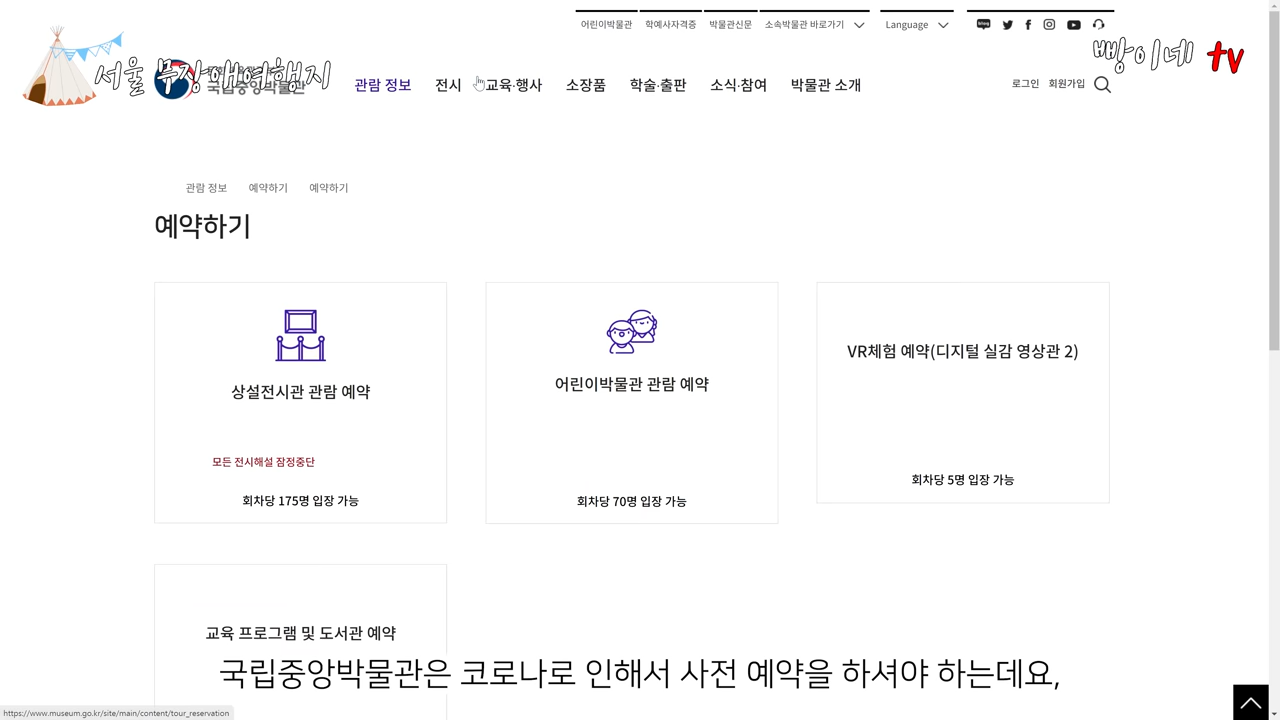 어린이박물관 학예사자격증 박물관신문 소속박물관 바로가기 Language
서울 무장애여행지
국립중앙박물관
빵이네 tv
관람 정보 전시 교육·행사 소장품 학술·출판 소식·참여 박물관 소개
로그인 회원가입
관람 정보 예약하기 예약하기
예약하기
상설전시관 관람 예약
모든 전시해설 잠정중단
회차당 175명 입장 가능
어린이박물관 관람 예약
회차당 70명 입장 가능
VR체험 예약(디지털 실감 영상관 2)
회차당 5명 입장 가능
교육 프로그램 및 도서관 예약
국립중앙박물관은 코로나로 인해서 사전 예약을 하셔야 하는데요,
https://www.museum.go.kr/site/main/content/tour_reservation